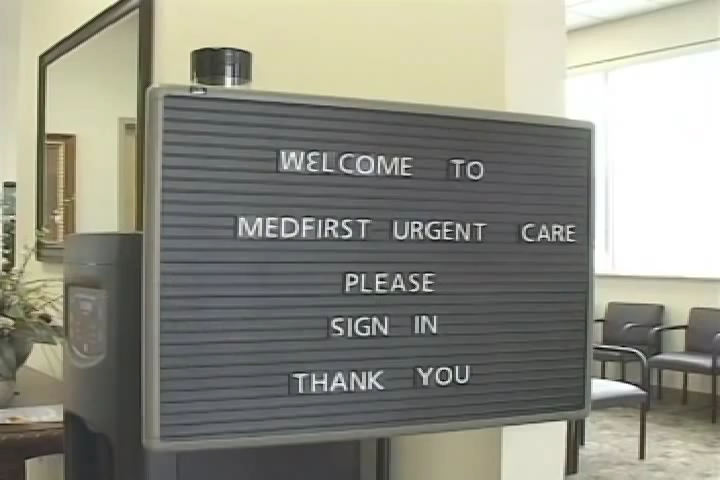 WELCOME TO
MEDFIRST URGENT CARE
PLEASE
SIGN IN
THANK YOU